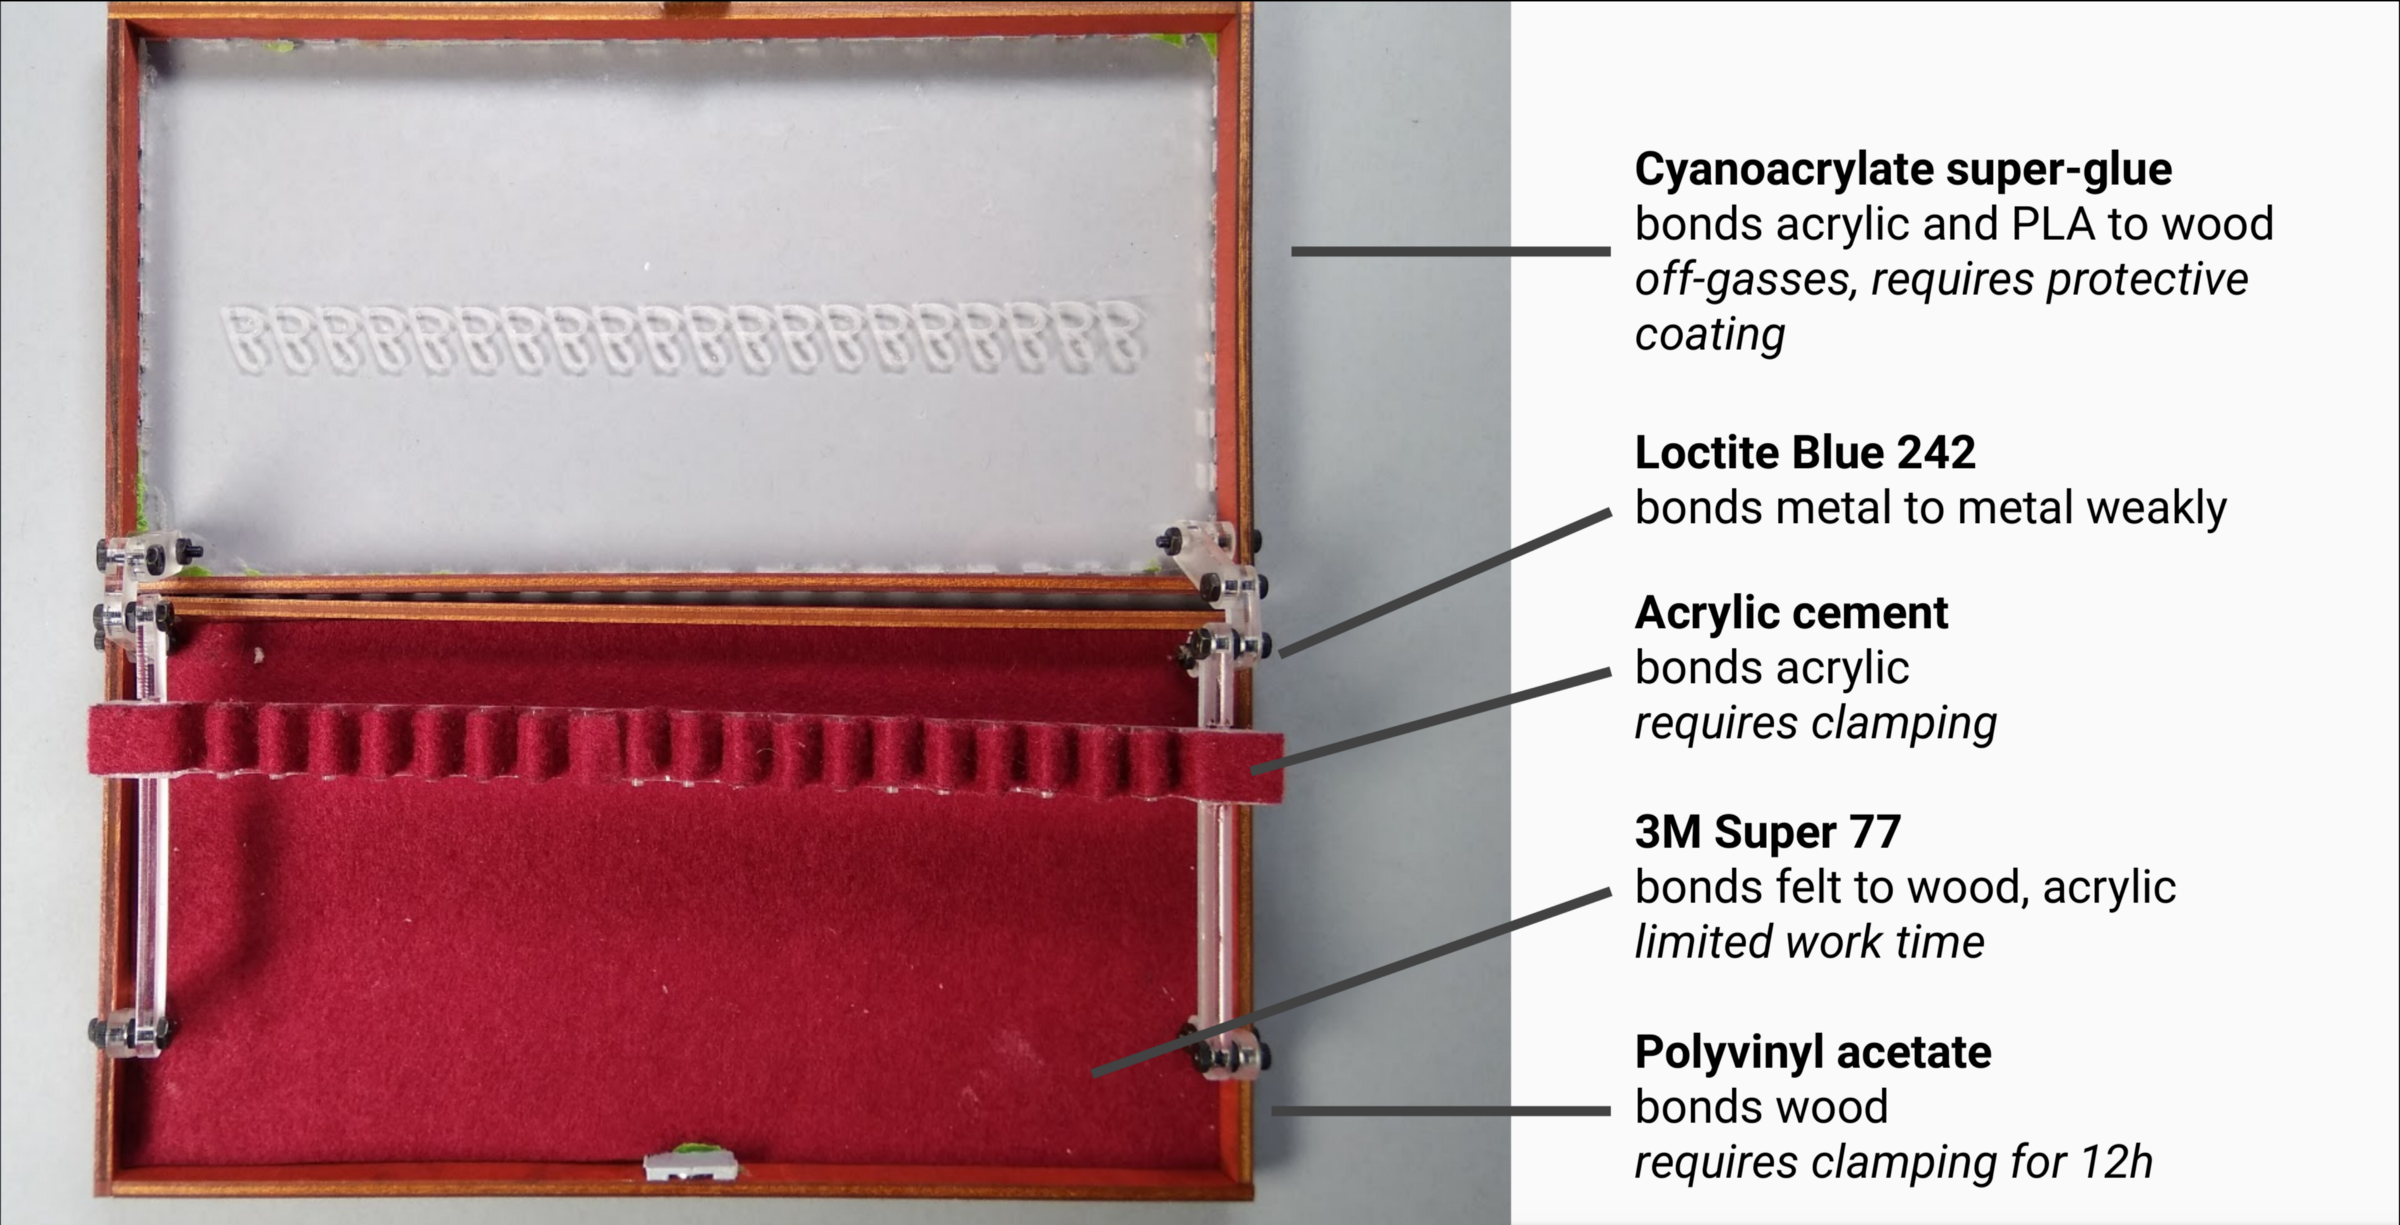 Cyanoacrylate super-glue
bonds acrylic and PLA to wood
off-gasses, requires protective
coating
Loctite Blue 242
bonds metal to metal weakly
Acrylic cement
bonds acrylic
requires clamping
3M Super 77
bonds felt to wood, acrylic
limited work time
Polyvinyl acetate
bonds wood
requires clamping for 12h